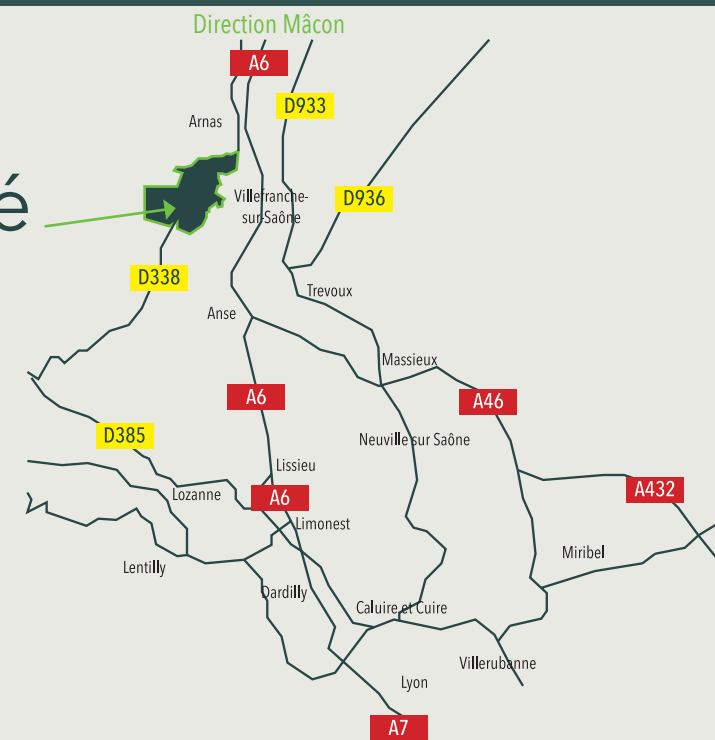 Direction Mâcon
A6
D933
Arnas
é
Villefranche-
sur-Saône
D936
D338
Trevoux
Anse
Massieux
A6
A46
D385
Neuville sur Saône
Lissieu
A432
Lozanne
A6
Limonest
Miribel
Lentilly
Dardilly
Caluire et Cuire
Villerubanne
Lyon
A7